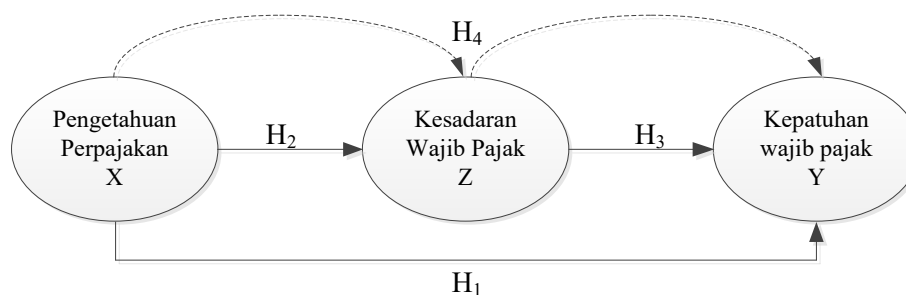 H₄
Pengetahuan
Perpajakan
X
H₂
Kesadaran
Wajib Pajak
Z
H₃
Kepatuhan
wajib pajak
Y
H₁